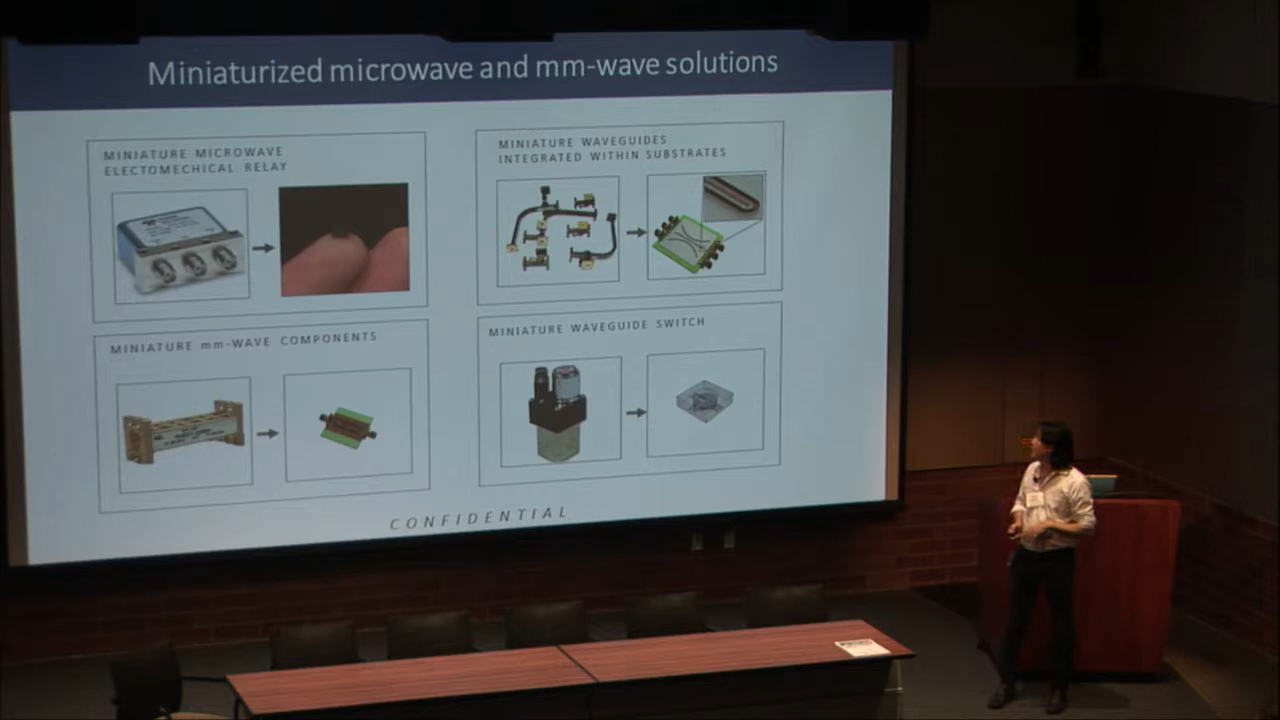 Miniaturized microwave and mm-wave solutions
MINIATURE MICROWAVE
ELECTOMECHICAL RELAY
MINIATURE WAVEGUIDES
INTEGRATED WITHIN SUBSTRATES
MINIATURE mm-WAVE COMPONENTS
MINIATURE WAVEGUIDE SWITCH
CONFIDENTIAL